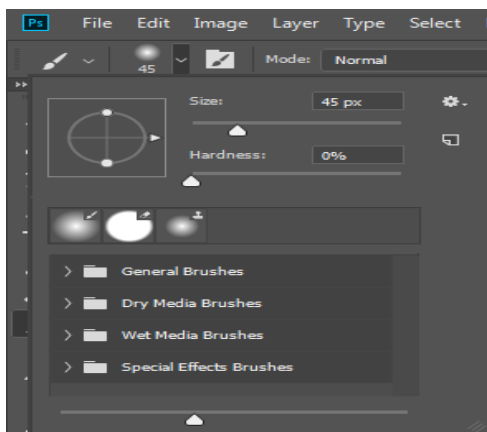 Ps File Edit Image Layer Type Select
45 Mode: Normal
Size: 45 px
Hardness: 0%
General Brushes
Dry Media Brushes
Wet Media Brushes
Special Effects Brushes